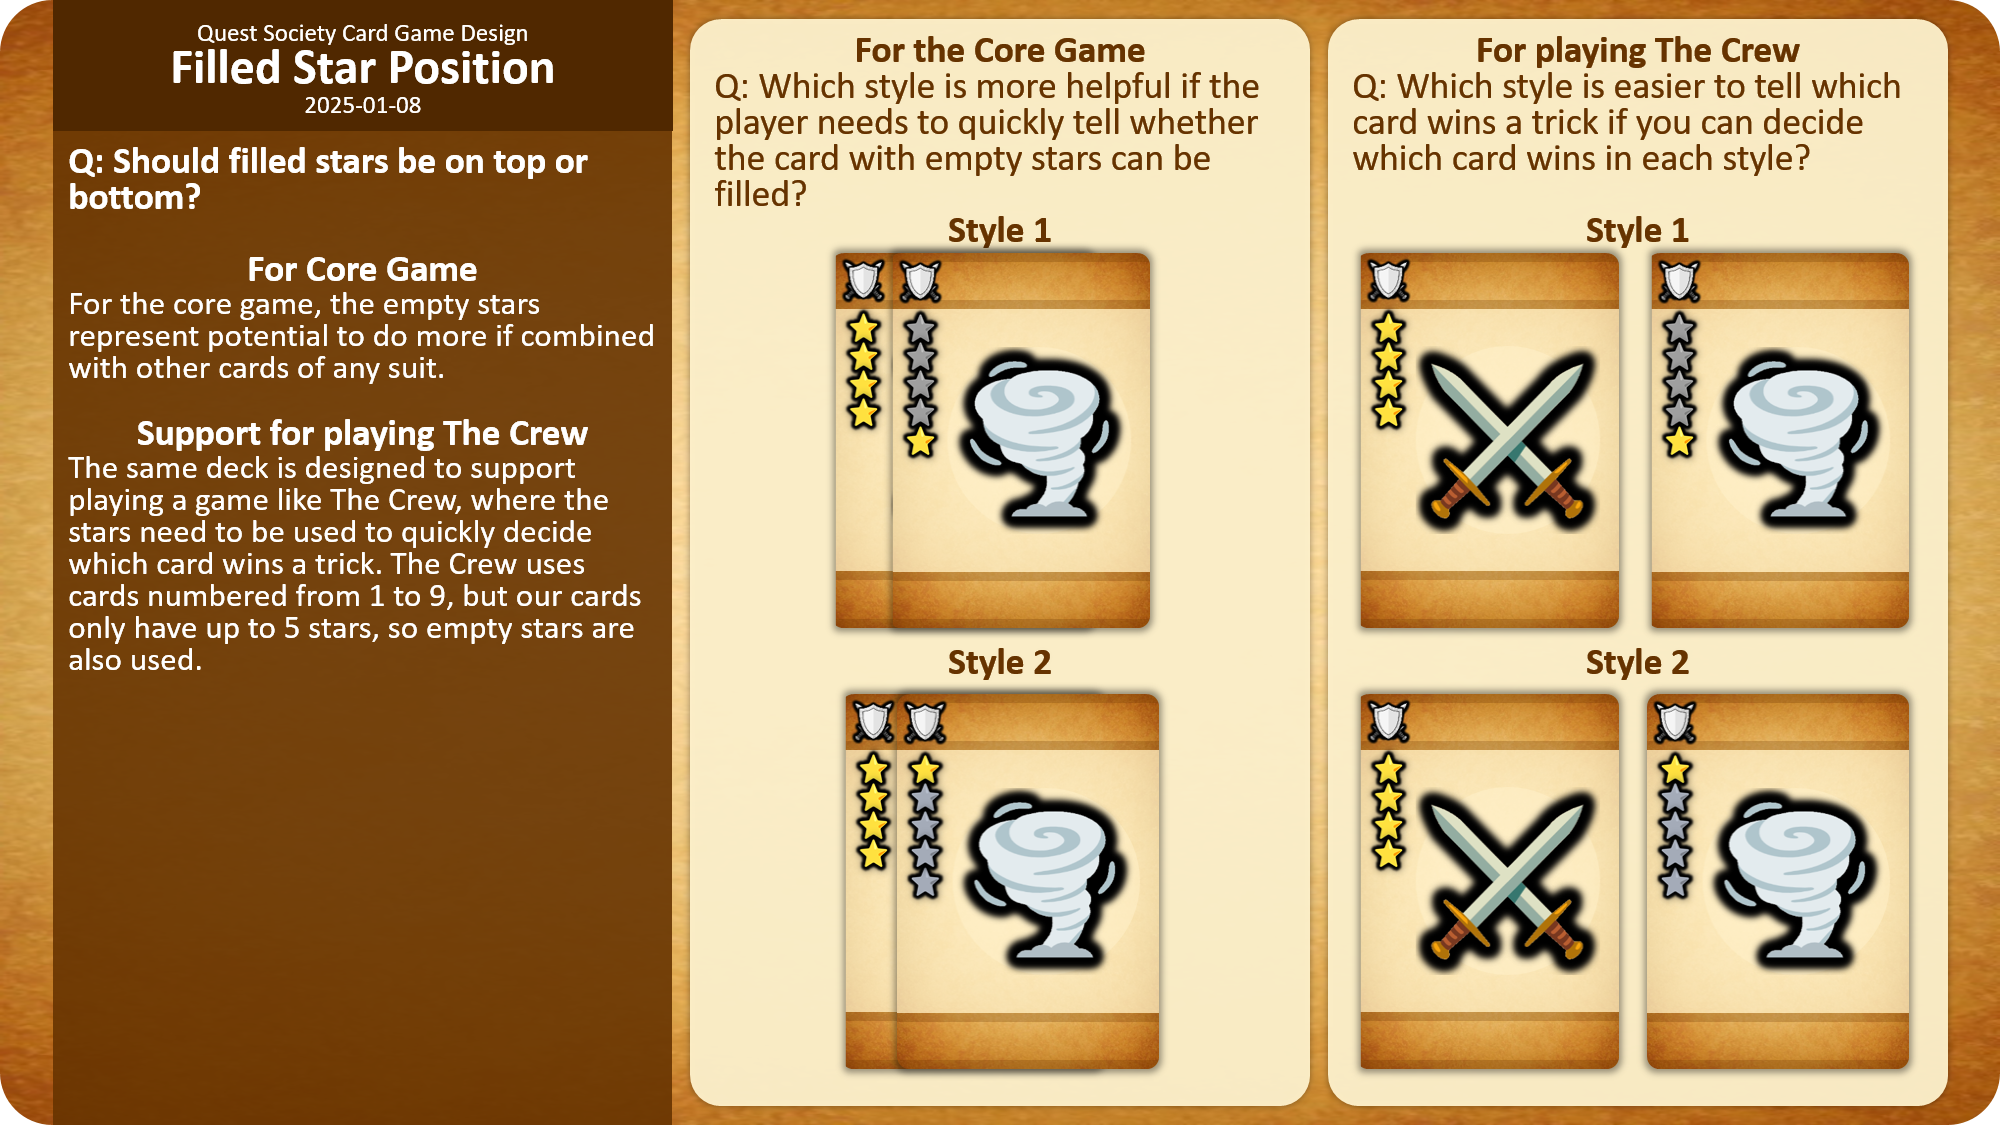 Quest Society Card Game Design
Filled Star Position
2025-01-08
Q: Should filled stars be on top or
bottom?
For Core Game
For the core game, the empty stars
represent potential to do more if combined
with other cards of any suit.
Support for playing The Crew
The same deck is designed to support
playing a game like The Crew, where the
stars need to be used to quickly decide
which card wins a trick. The Crew uses
cards numbered from 1 to 9, but our cards
only have up to 5 stars, so empty stars are
also used.
For the Core Game
Q: Which style is more helpful if the
player needs to quickly tell whether
the card with empty stars can be
filled?
Style 1
Style 2
For playing The Crew
Q: Which style is easier to tell which
card wins a trick if you can decide
which card wins in each style?
Style 1
Style 2